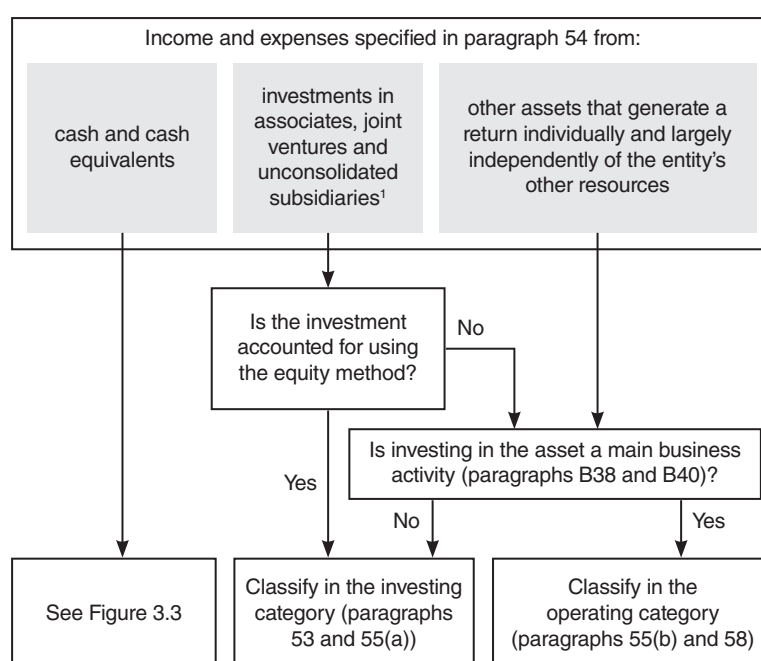 Income and expenses specified in paragraph 54 from:
cash and cash
equivalents
investments in
associates, joint
ventures and
unconsolidated
subsidiaries¹
other assets that generate a
return individually and largely
independently of the entity’s
other resources
Is the investment
accounted for using
the equity method?
No
Is investing in the asset a main business
activity (paragraphs B38 and B40)?
Yes
No
Yes
See Figure 3.3
Classify in the investing
category (paragraphs
53 and 55(a))
Classify in the
operating category
(paragraphs 55(b) and 58)